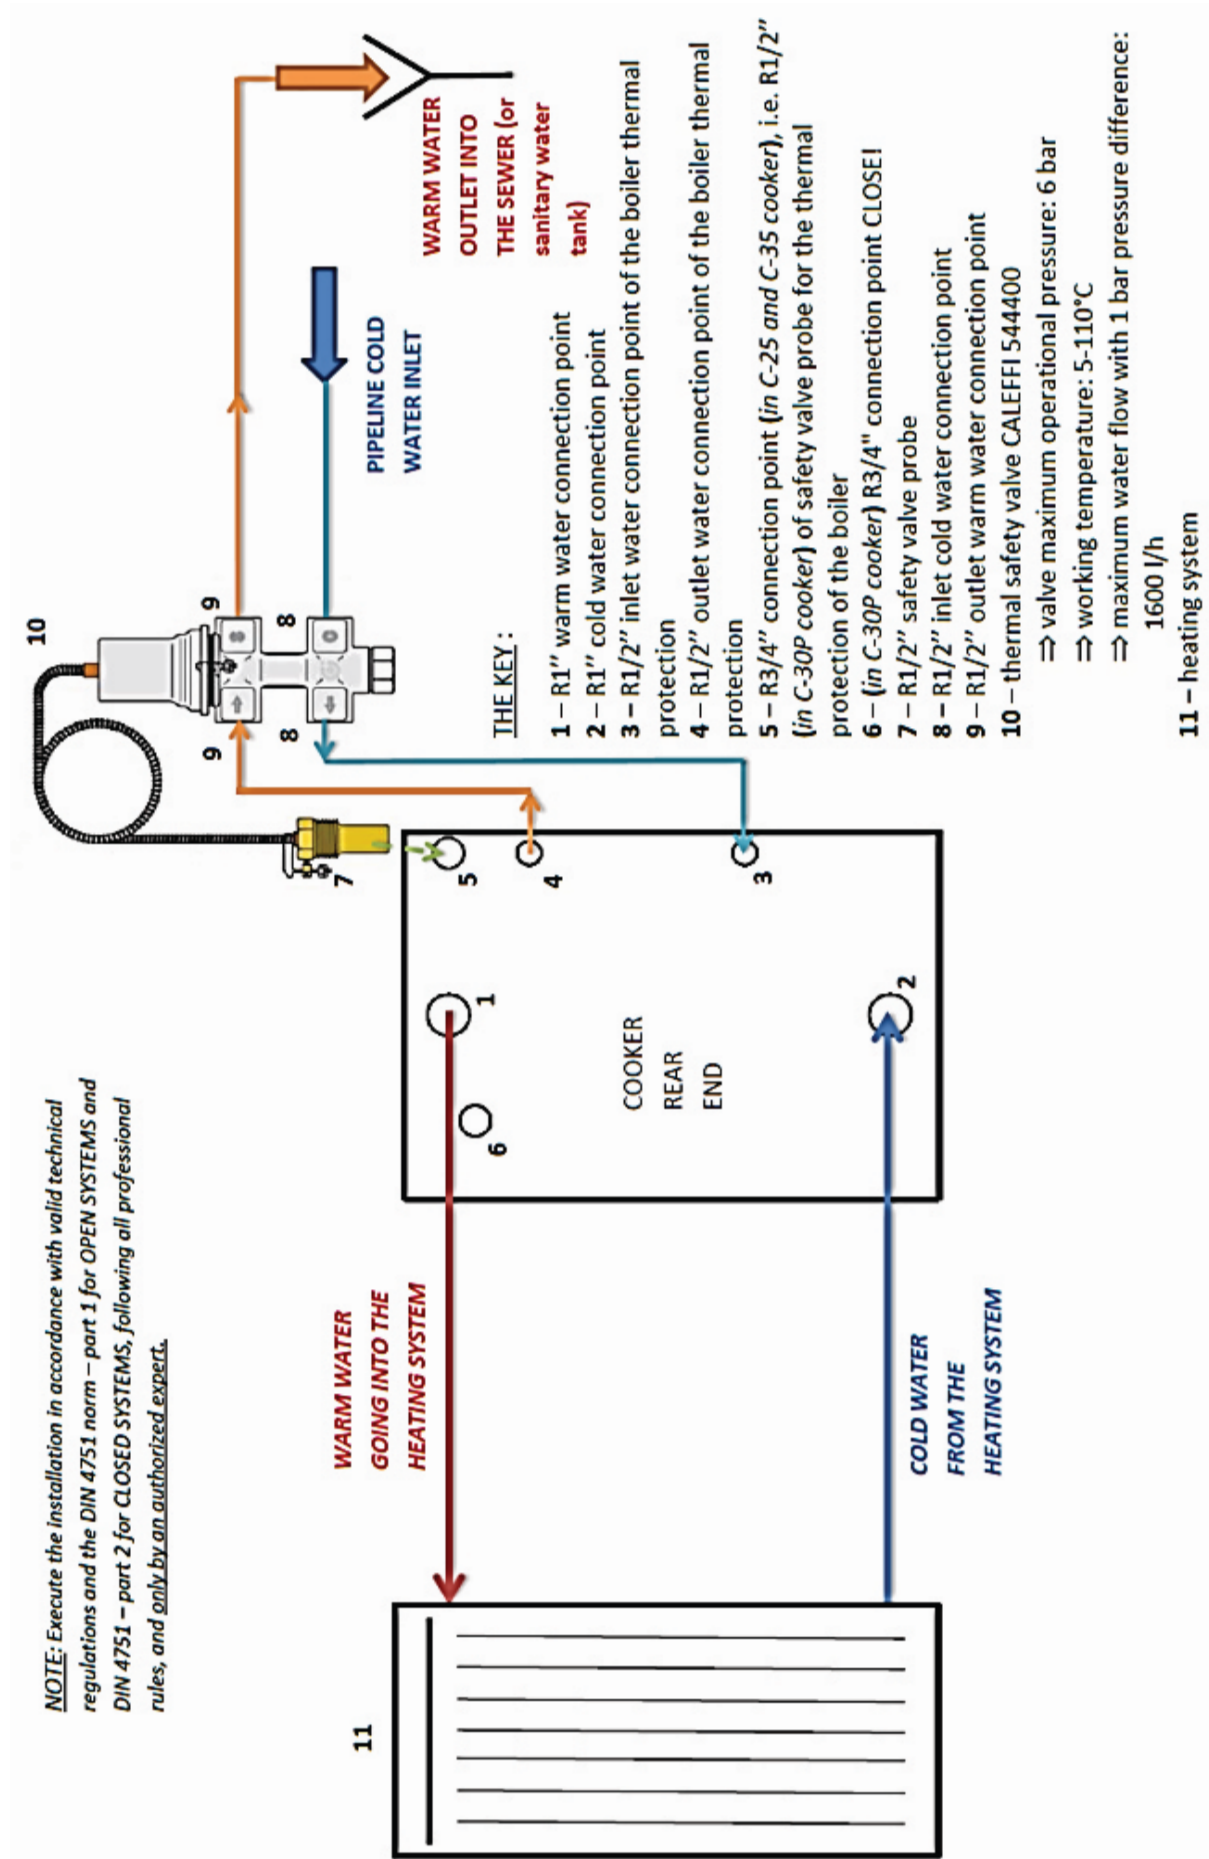 NOTE: Execute the installation in accordance with valid technical
regulations and the DIN 4751 norm – part 1 for OPEN SYSTEMS and
DIN 4751 – part 2 for CLOSED SYSTEMS, following all professional
rules, and only by an authorized expert.
11
WARM WATER
GOING INTO THE
HEATING SYSTEM
COLD WATER
FROM THE
HEATING SYSTEM
6
1
2
COOKER
REAR
END
7
5
4
3
10
9
9
8
8
PIPELINE COLD
WATER INLET
WARM WATER
OUTLET INTO
THE SEWER (or
sanitary water
tank)
THE KEY :
1 – R1" warm water connection point
2 – R1" cold water connection point
3 – R1/2" inlet water connection point of the boiler thermal
protection
4 – R1/2" outlet water connection point of the boiler thermal
protection
5 – R3/4" connection point (in C-25 and C-35 cooker), i.e. R1/2"
(in C-30P cooker) of safety valve probe for the thermal
protection of the boiler
6 – (in C-30P cooker) R3/4" connection point CLOSE!
7 – R1/2" safety valve probe
8 – R1/2" inlet cold water connection point
9 – R1/2" outlet warm water connection point
10 – thermal safety valve CALEFFI 544400
⇒ valve maximum operational pressure: 6 bar
⇒ working temperature: 5-110°C
⇒ maximum water flow with 1 bar pressure difference:
1600 l/h
11 – heating system